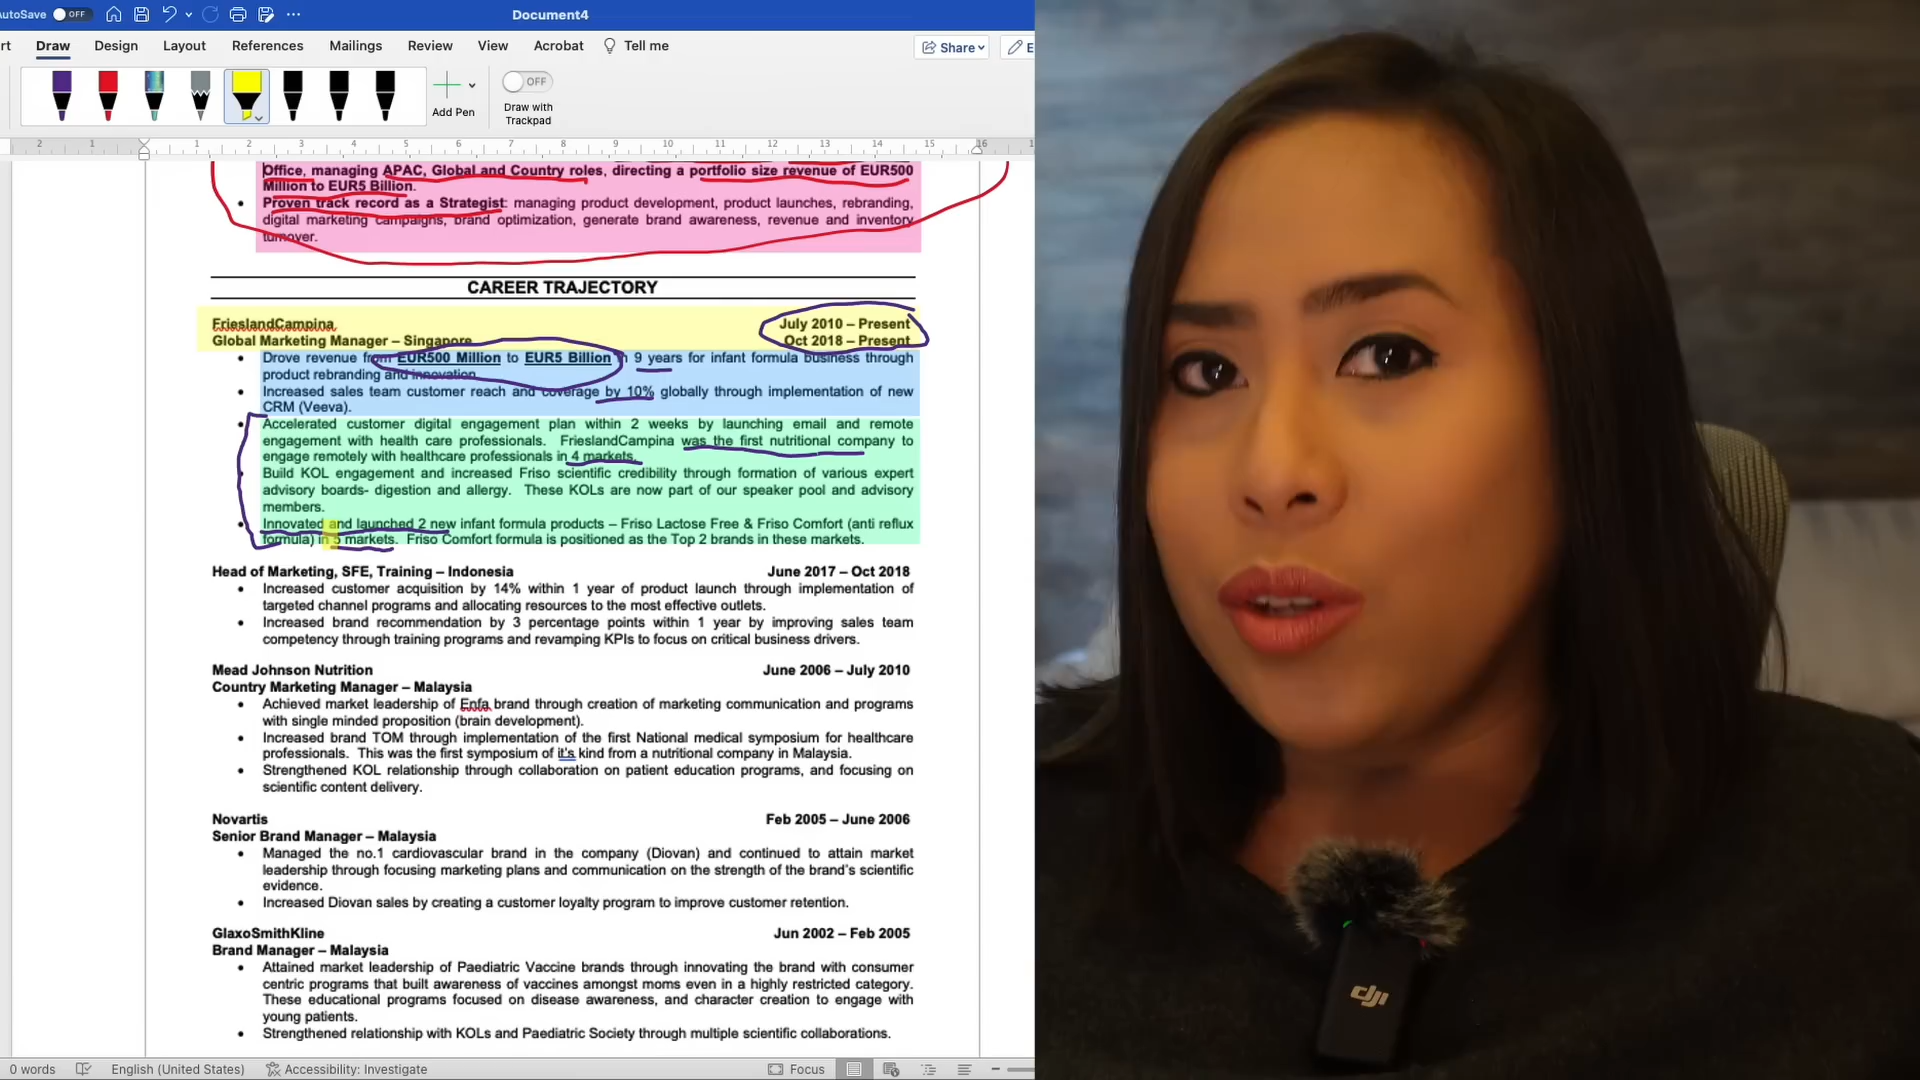 AutoSave OFF Document4
rt Draw Design Layout References Mailings Review View Acrobat Tell me Share E
Add Pen
OFF
Draw with
Trackpad
2 1 1 2 3 4 5 6 7 8 9 10 11 12 13 14 15 16 1
Office, managing APAC, Global and Country roles, directing a portfolio size revenue of EUR500
Million to EUR5 Billion.
• Proven track record as a Strategist: managing product development, product launches, rebranding,
digital marketing campaigns, brand optimization, generate brand awareness, revenue and inventory
turnover.
CAREER TRAJECTORY
FrieslandCampina July 2010 – Present
Global Marketing Manager – Singapore Oct 2018 – Present
• Drove revenue from EUR500 Million to EUR5 Billion in 9 years for infant formula business through
product rebranding and innovation.
• Increased sales team customer reach and coverage by 10% globally through implementation of new
CRM (Veeva).
• Accelerated customer digital engagement plan within 2 weeks by launching email and remote
engagement with health care professionals. FrieslandCampina was the first nutritional company to
engage remotely with healthcare professionals in 4 markets.
• Build KOL engagement and increased Friso scientific credibility through formation of various expert
advisory boards- digestion and allergy. These KOLs are now part of our speaker pool and advisory
members.
• Innovated and launched 2 new infant formula products – Friso Lactose Free & Friso Comfort (anti reflux
formula) in 5 markets. Friso Comfort formula is positioned as the Top 2 brands in these markets.
Head of Marketing, SFE, Training – Indonesia June 2017 – Oct 2018
• Increased customer acquisition by 14% within 1 year of product launch through implementation of
targeted channel programs and allocating resources to the most effective outlets.
• Increased brand recommendation by 3 percentage points within 1 year by improving sales team
competency through training programs and revamping KPIs to focus on critical business drivers.
Mead Johnson Nutrition June 2006 – July 2010
Country Marketing Manager – Malaysia
• Achieved market leadership of Enfa brand through creation of marketing communication and programs
with single minded proposition (brain development).
• Increased brand TOM through implementation of the first National medical symposium for healthcare
professionals. This was the first symposium of it's kind from a nutritional company in Malaysia.
• Strengthened KOL relationship through collaboration on patient education programs, and focusing on
scientific content delivery.
Novartis Feb 2005 – June 2006
Senior Brand Manager – Malaysia
• Managed the no.1 cardiovascular brand in the company (Diovan) and continued to attain market
leadership through focusing marketing plans and communication on the strength of the brand's scientific
evidence.
• Increased Diovan sales by creating a customer loyalty program to improve customer retention.
GlaxoSmithKline Jun 2002 – Feb 2005
Brand Manager – Malaysia
• Attained market leadership of Paediatric Vaccine brands through innovating the brand with consumer
centric programs that built awareness of vaccines amongst moms even in a highly restricted category.
These educational programs focused on disease awareness, and character creation to engage with
young patients.
• Strengthened relationship with KOLs and Paediatric Society through multiple scientific collaborations.
0 words English (United States) Accessibility: Investigate Focus
dji